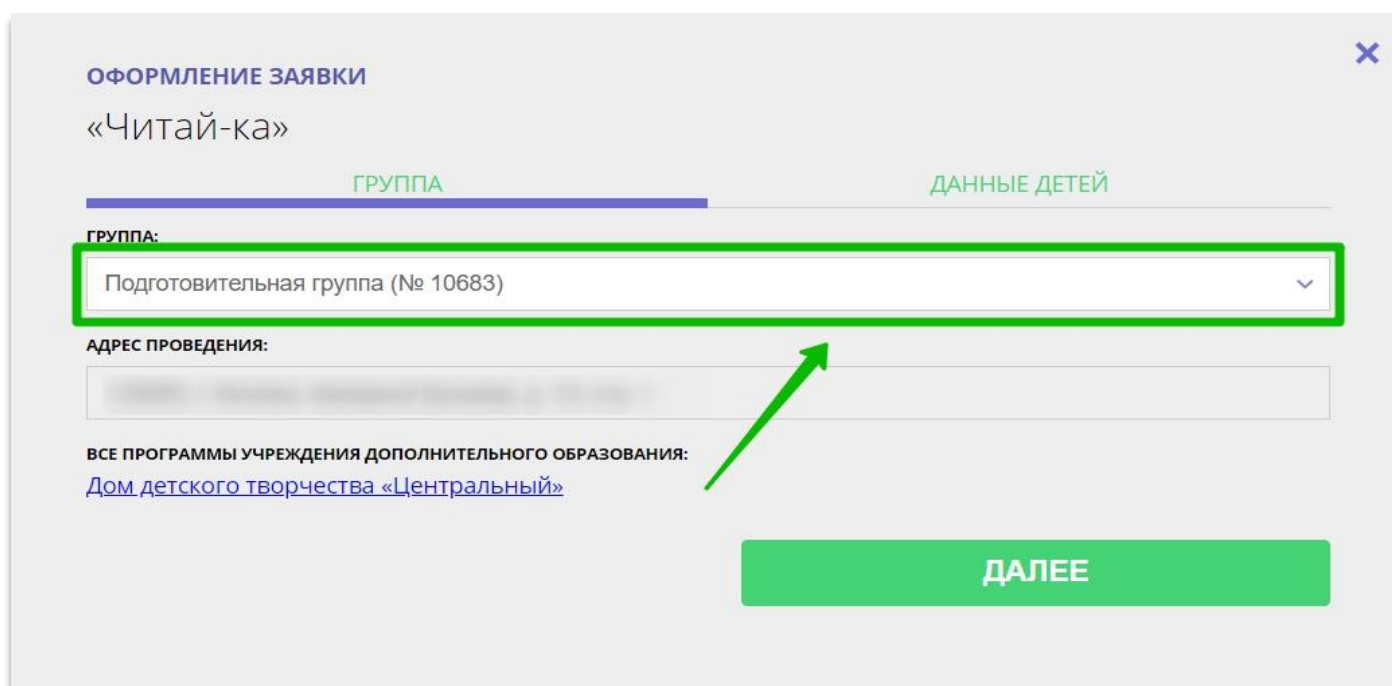 ОФОРМЛЕНИЕ ЗАЯВКИ
«Читай-ка»
ГРУППА
ДАННЫЕ ДЕТЕЙ
ГРУППА:
Подготовительная группа (№ 10683)
АДРЕС ПРОВЕДЕНИЯ:
ВСЕ ПРОГРАММЫ УЧРЕЖДЕНИЯ ДОПОЛНИТЕЛЬНОГО ОБРАЗОВАНИЯ:
Дом детского творчества «Центральный»
ДАЛЕЕ